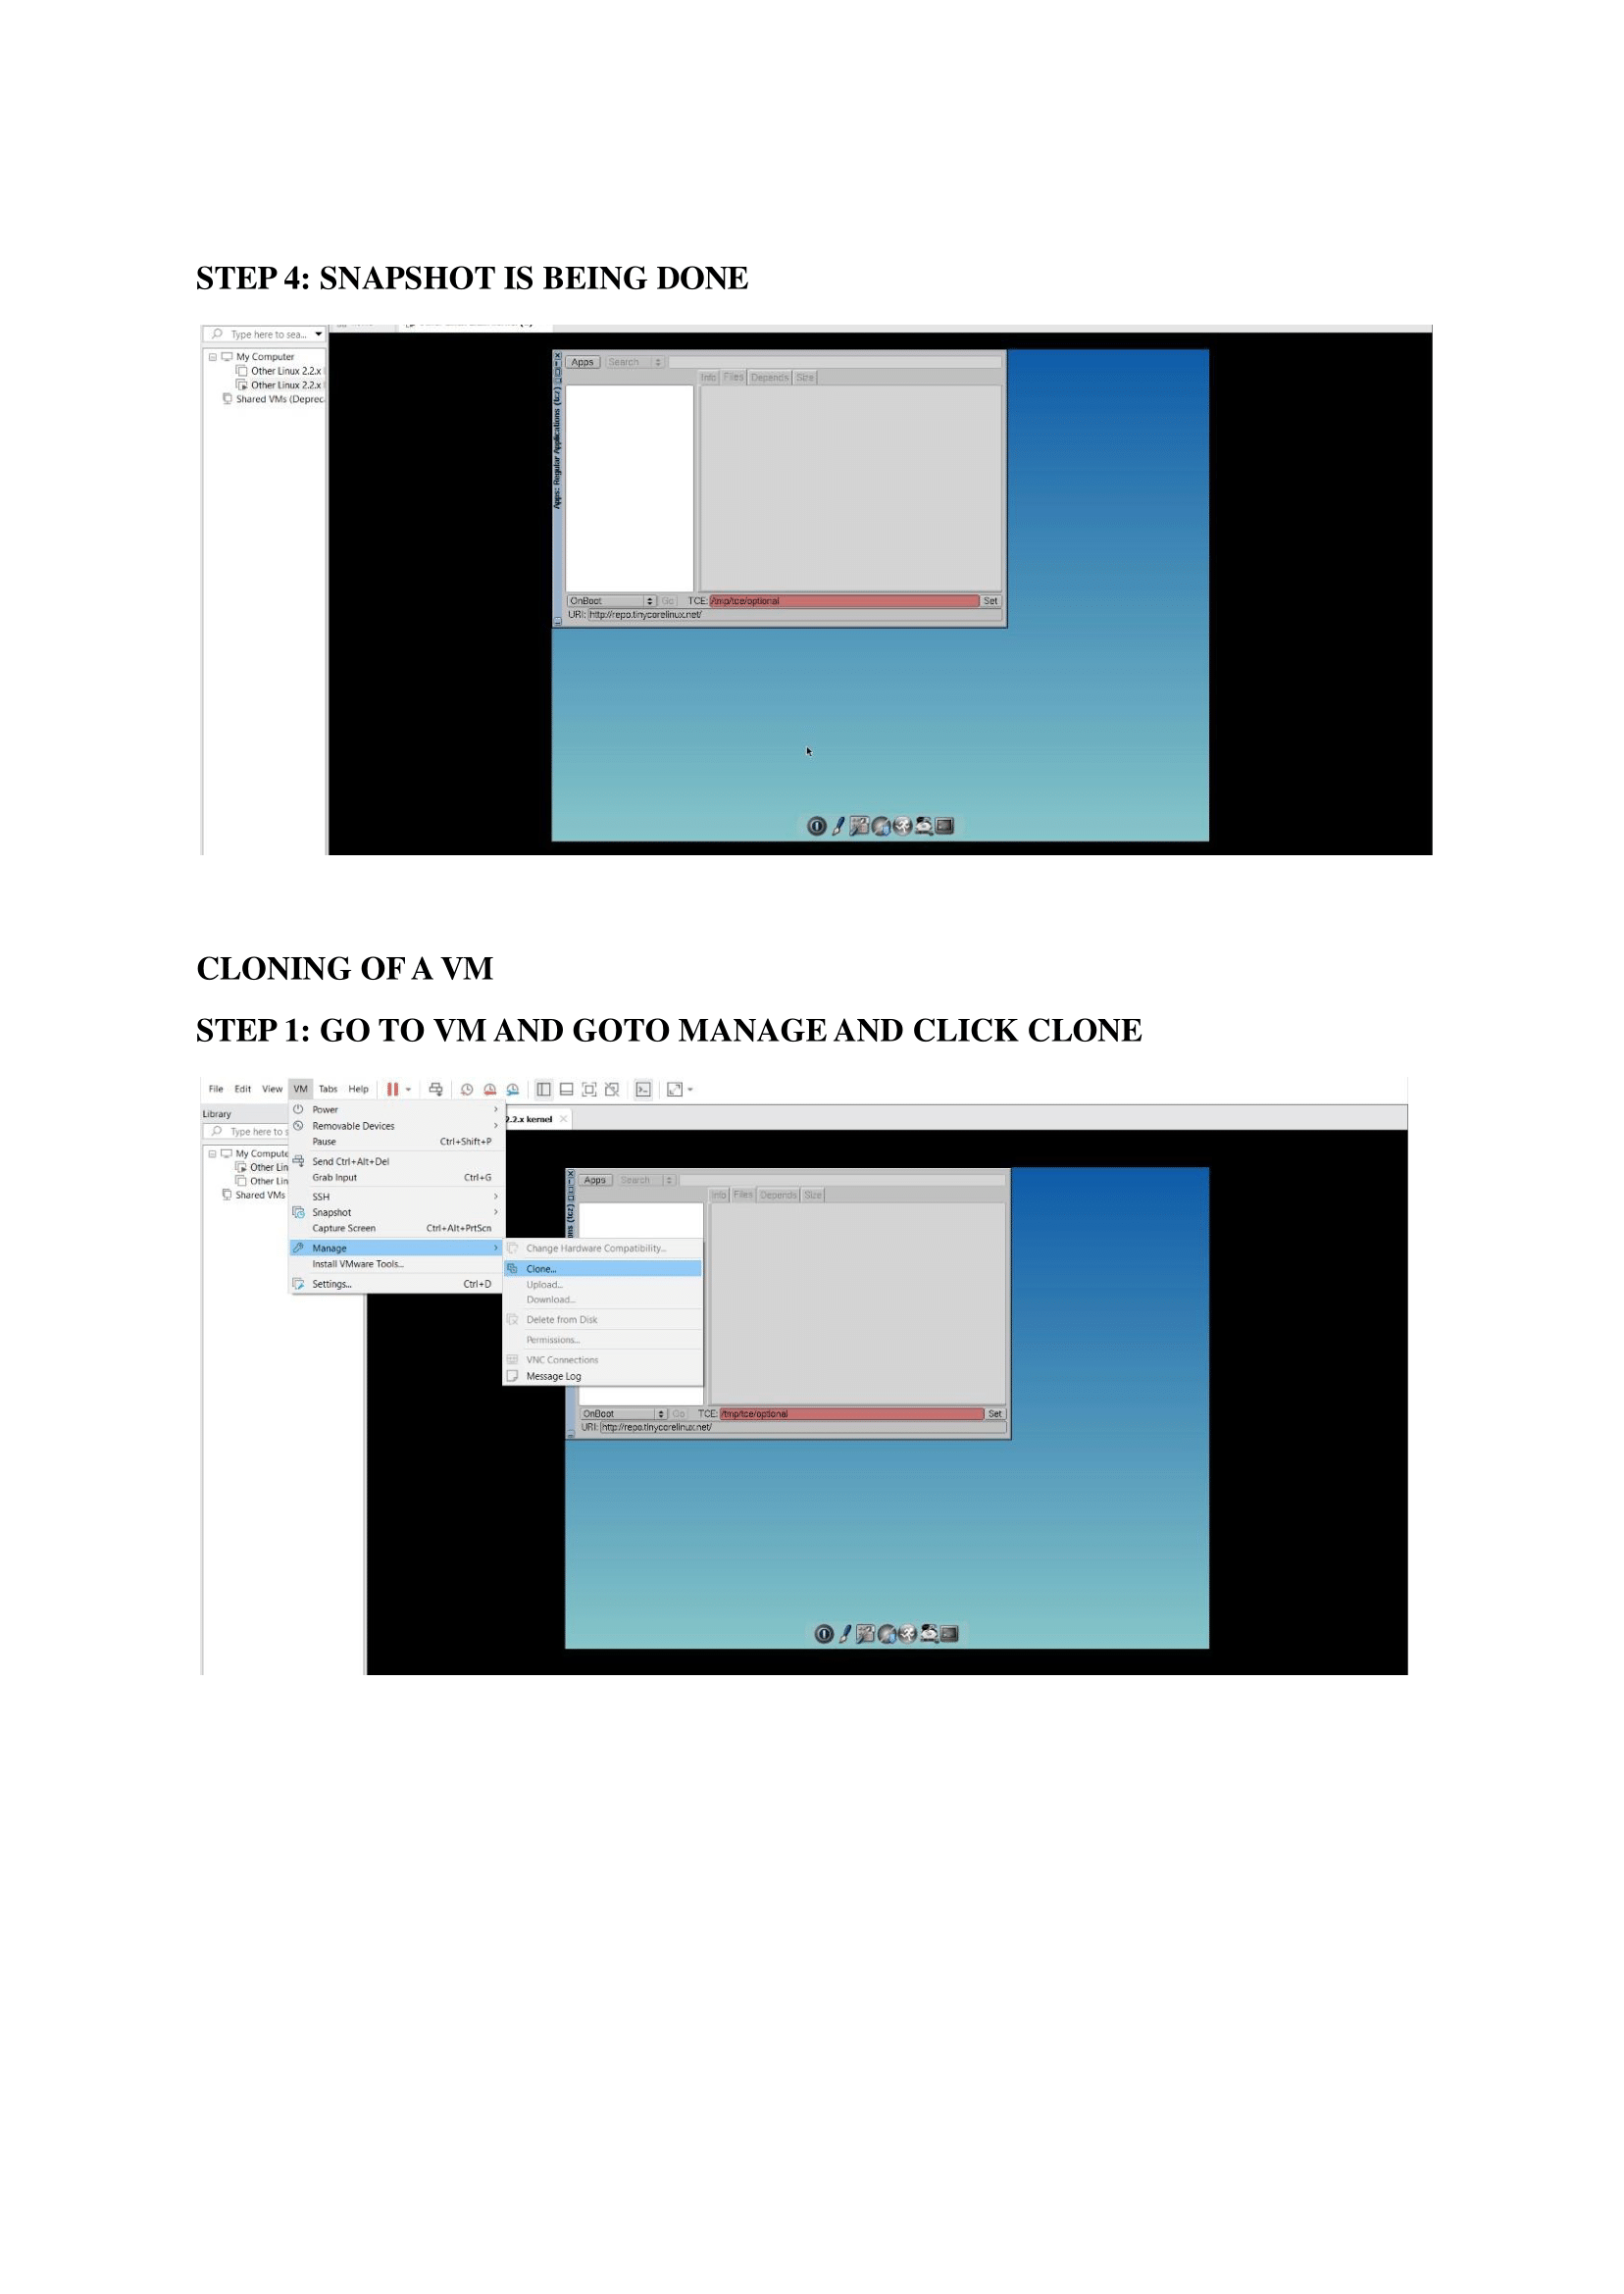 STEP 4: SNAPSHOT IS BEING DONE
Type here to sea...
My Computer
Other Linux 2.2.x
Other Linux 2.2.x
Shared VMs (Deprec
Apps: Regular Applications (tcz)
Apps Search
Info Files Depends Size
OnBoot Go TCE: /tmp/tce/optional Set
URI: http://repo.tinycorelinux.net/
CLONING OF A VM
STEP 1: GO TO VM AND GOTO MANAGE AND CLICK CLONE
File Edit View VM Tabs Help
Library
Type here to s
My Compute
Other Lin
Other Lin
Shared VMs
2.2.x kernel
Power
Removable Devices
Pause Ctrl+Shift+P
Send Ctrl+Alt+Del
Grab Input Ctrl+G
SSH
Snapshot
Capture Screen Ctrl+Alt+PrtScn
Manage
Install VMware Tools...
Settings... Ctrl+D
Change Hardware Compatibility...
Clone...
Upload...
Download...
Delete from Disk
Permissions...
VNC Connections
Message Log
Apps Search
Info Files Depends Size
ons (tcz)
OnBoot Go TCE: /tmp/tce/optional Set
URI: http://repo.tinycorelinux.net/